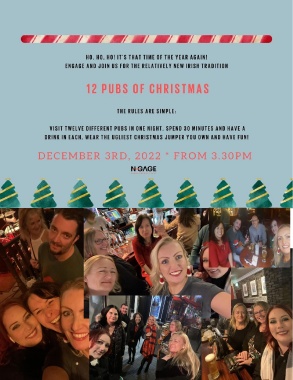 HO, HO, HO! IT'S THAT TIME OF THE YEAR AGAIN!
ENGAGE AND JOIN US FOR THE RELATIVELY NEW IRISH TRADITION
12 PUBS OF CHRISTMAS
THE RULES ARE SIMPLE:
VISIT TWELVE DIFFERENT PUBS IN ONE NIGHT, SPEND 30 MINUTES AND HAVE A
DRINK IN EACH, WEAR THE UGLIEST CHRISTMAS JUMPER YOU OWN AND HAVE FUN!
DECEMBER 3RD, 2022 * FROM 3.30PM
N GAGE